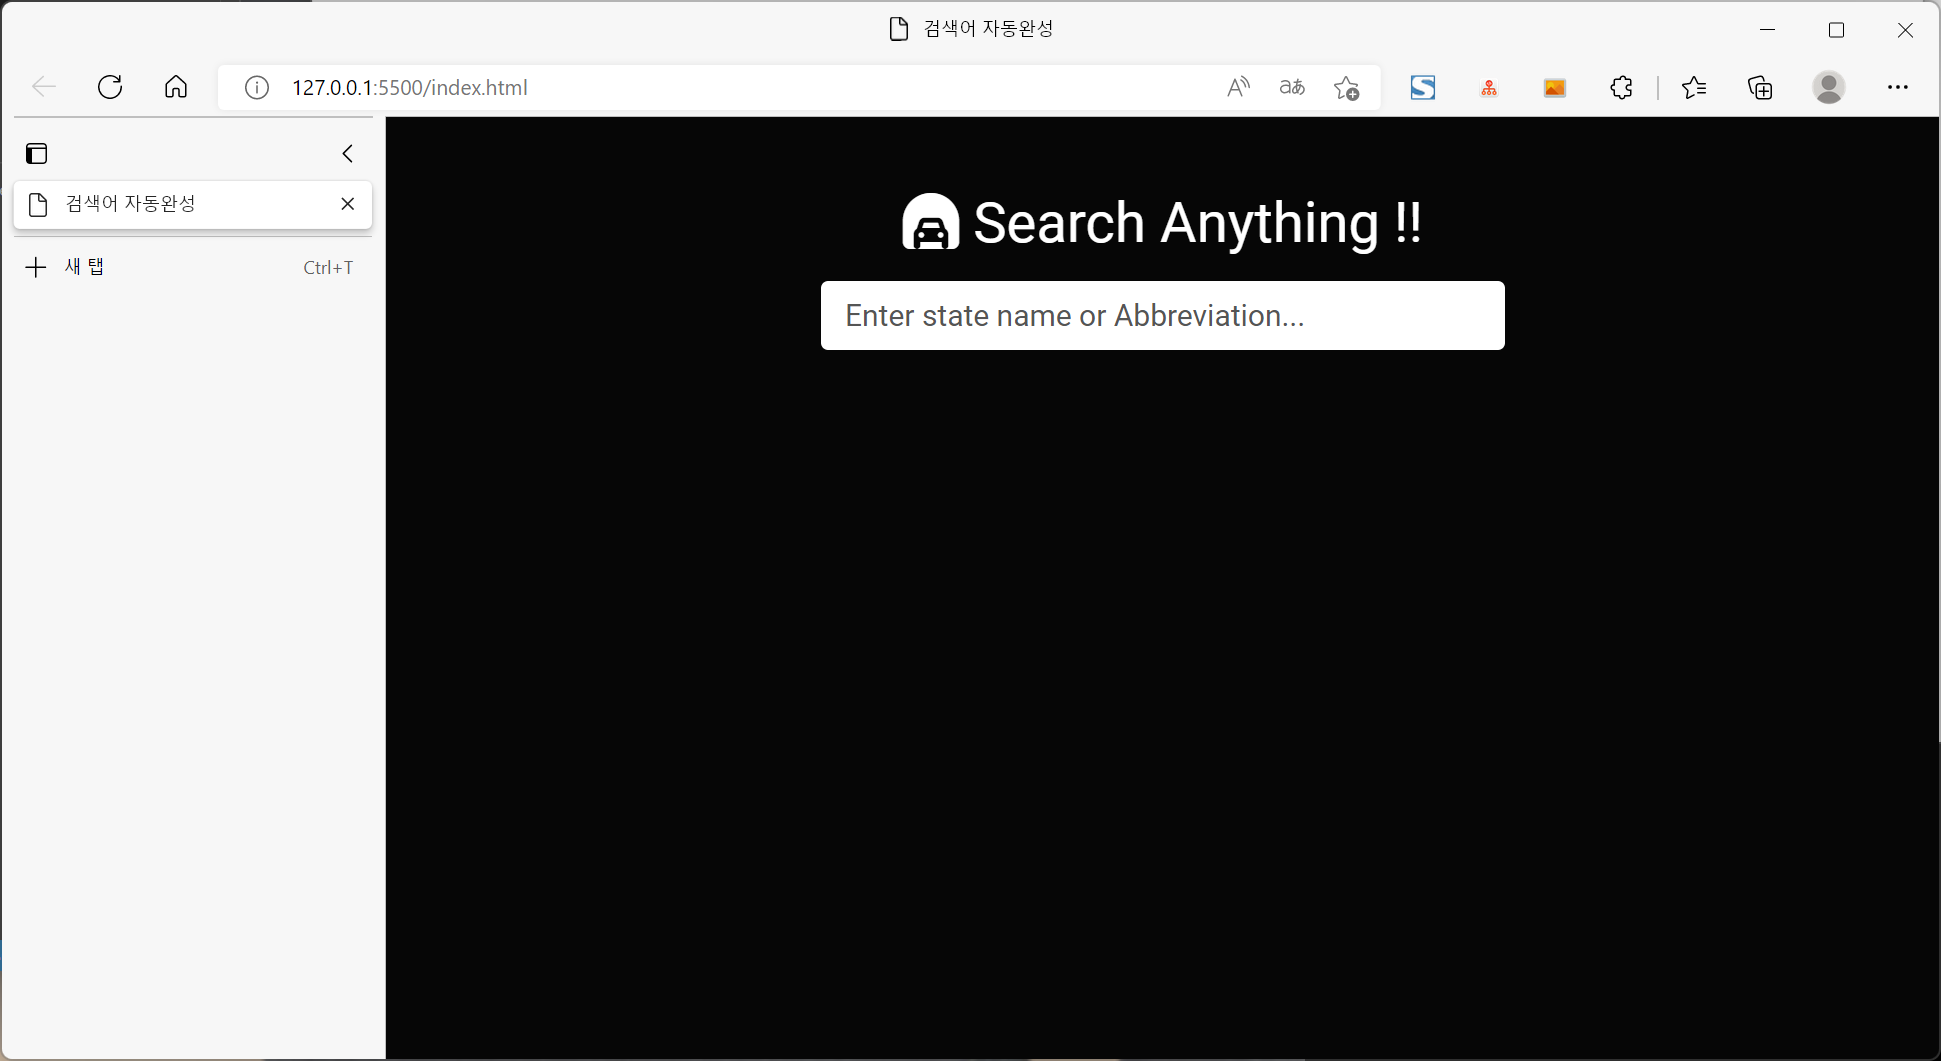 검색어 자동완성
127.0.0.1:5500/index.html
검색어 자동완성
새 탭 Ctrl+T
Search Anything !!
Enter state name or Abbreviation...